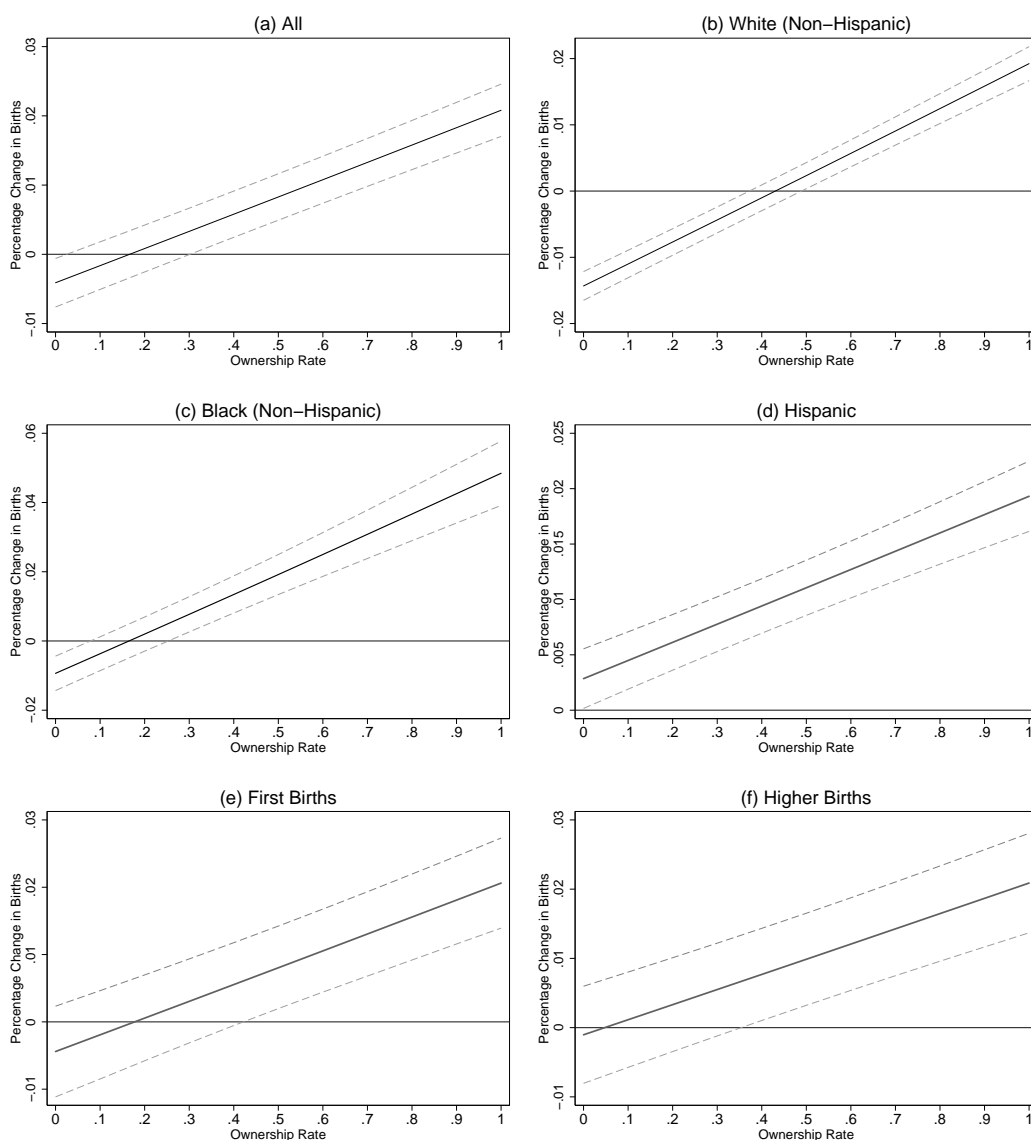 (a) All
Percentage Change in Births
.03
.02
.01
0
-.01
0 .1 .2 .3 .4 .5 .6 .7 .8 .9 1
Ownership Rate
(b) White (Non−Hispanic)
Percentage Change in Births
.02
.01
0
-.01
-.02
0 .1 .2 .3 .4 .5 .6 .7 .8 .9 1
Ownership Rate
(c) Black (Non−Hispanic)
Percentage Change in Births
.06
.04
.02
0
-.02
0 .1 .2 .3 .4 .5 .6 .7 .8 .9 1
Ownership Rate
(d) Hispanic
Percentage Change in Births
.025
.02
.015
.01
.005
0
0 .1 .2 .3 .4 .5 .6 .7 .8 .9 1
Ownership Rate
(e) First Births
Percentage Change in Births
.03
.02
.01
0
-.01
0 .1 .2 .3 .4 .5 .6 .7 .8 .9 1
Ownership Rate
(f) Higher Births
Percentage Change in Births
.03
.02
.01
0
-.01
0 .1 .2 .3 .4 .5 .6 .7 .8 .9 1
Ownership Rate